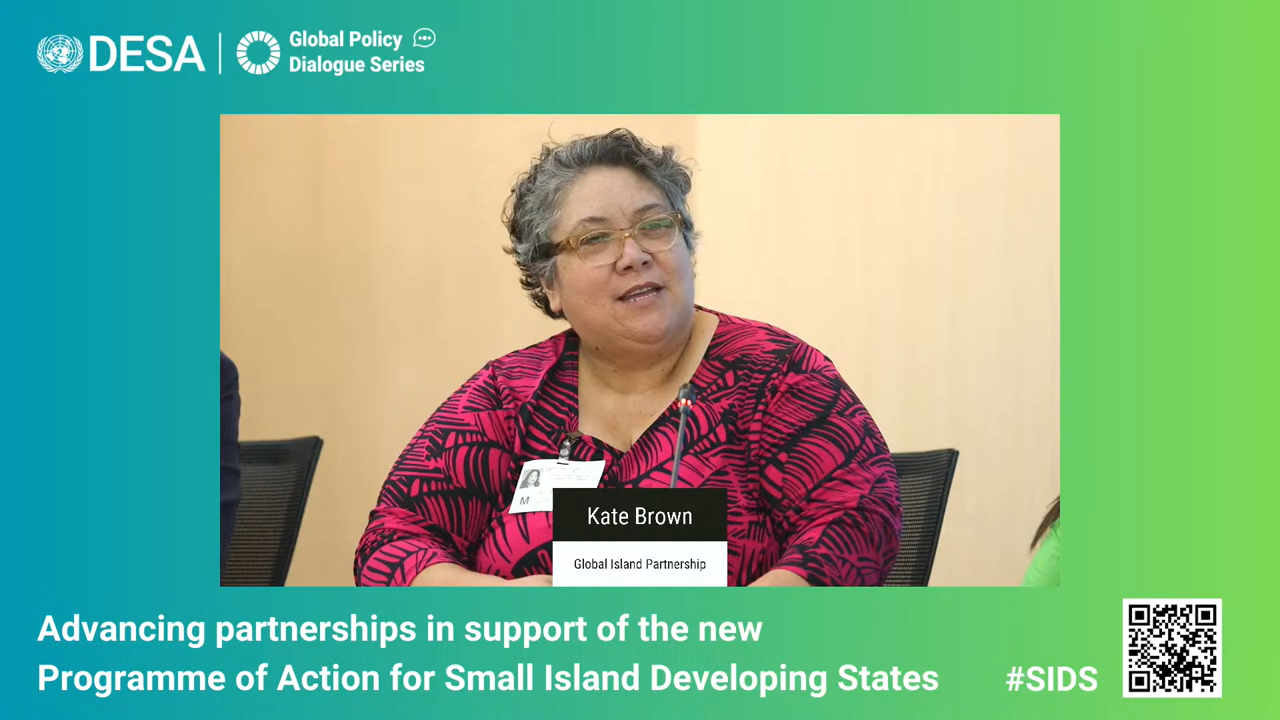 DESA
Global Policy
Dialogue Series
M
Kate Brown
Global Island Partnership
Advancing partnerships in support of the new
Programme of Action for Small Island Developing States
#SIDS